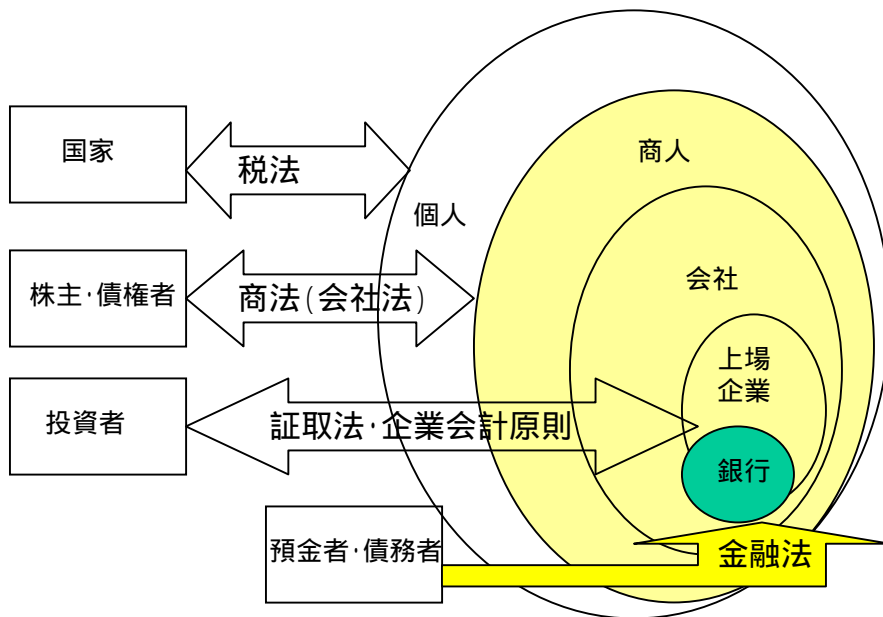 国家
税法
商人
個人
株主・債権者
商法(会社法)
会社
上場
企業
投資者
証取法・企業会計原則
銀行
預金者・債務者
金融法